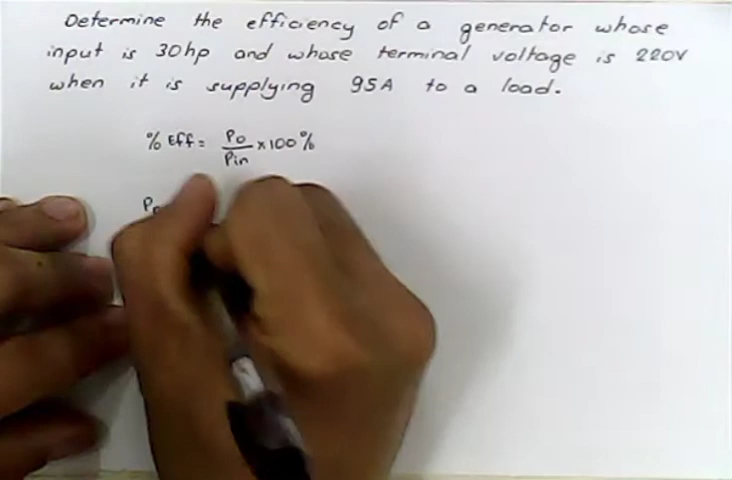 Determine the efficiency of a generator whose
input is 30hp and whose terminal voltage is 220V
when it is supplying 95A to a load.
% Eff = Po/Pin x 100%
Po